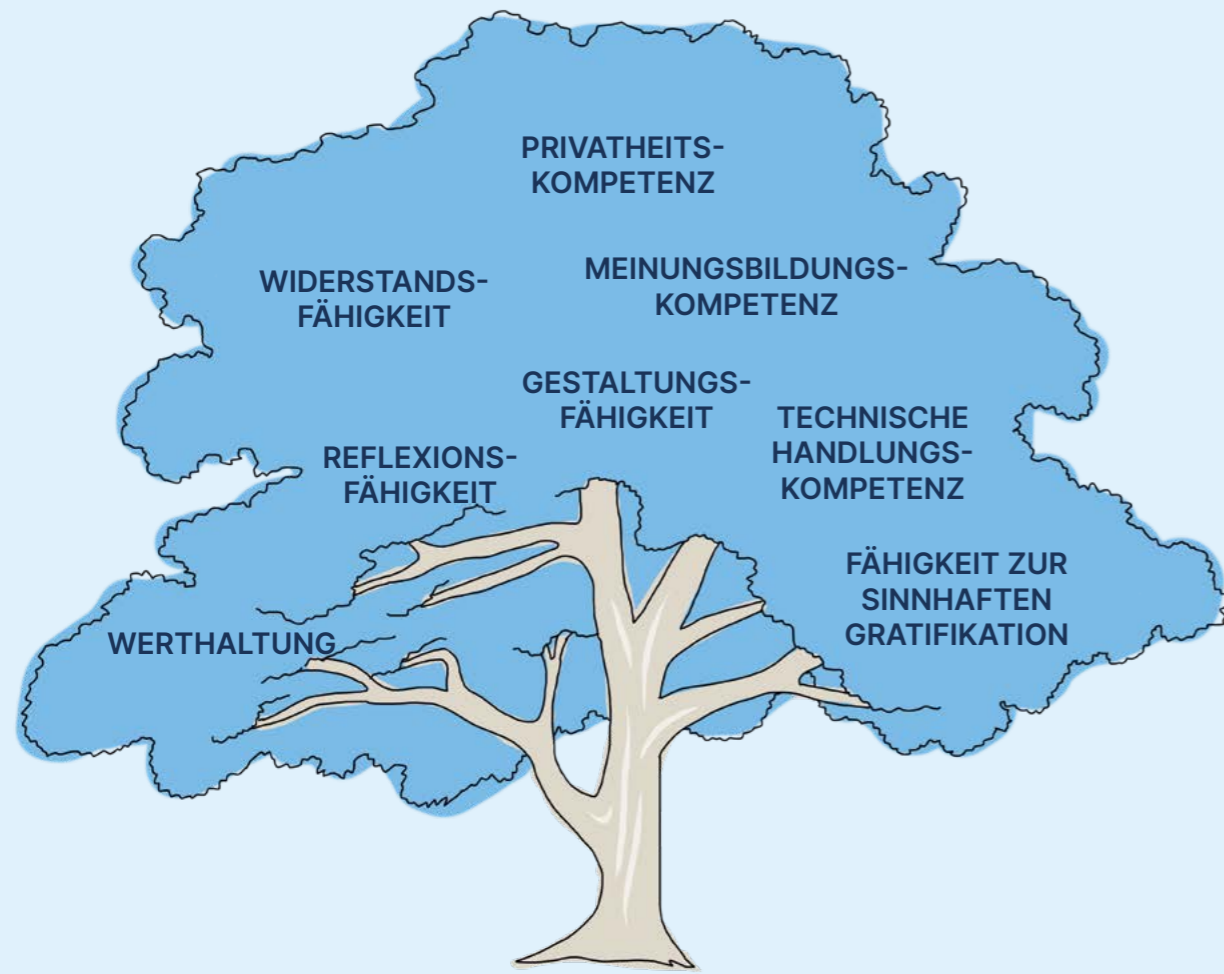 PRIVATHEITS-
KOMPETENZ
WIDERSTANDS-
FÄHIGKEIT
MEINUNGSBILDUNGS-
KOMPETENZ
GESTALTUNGS-
FÄHIGKEIT
TECHNISCHE
HANDLUNGS-
KOMPETENZ
REFLEXIONS-
FÄHIGKEIT
FÄHIGKEIT ZUR
SINNHAFTEN
GRATIFIKATION
WERTHALTUNG